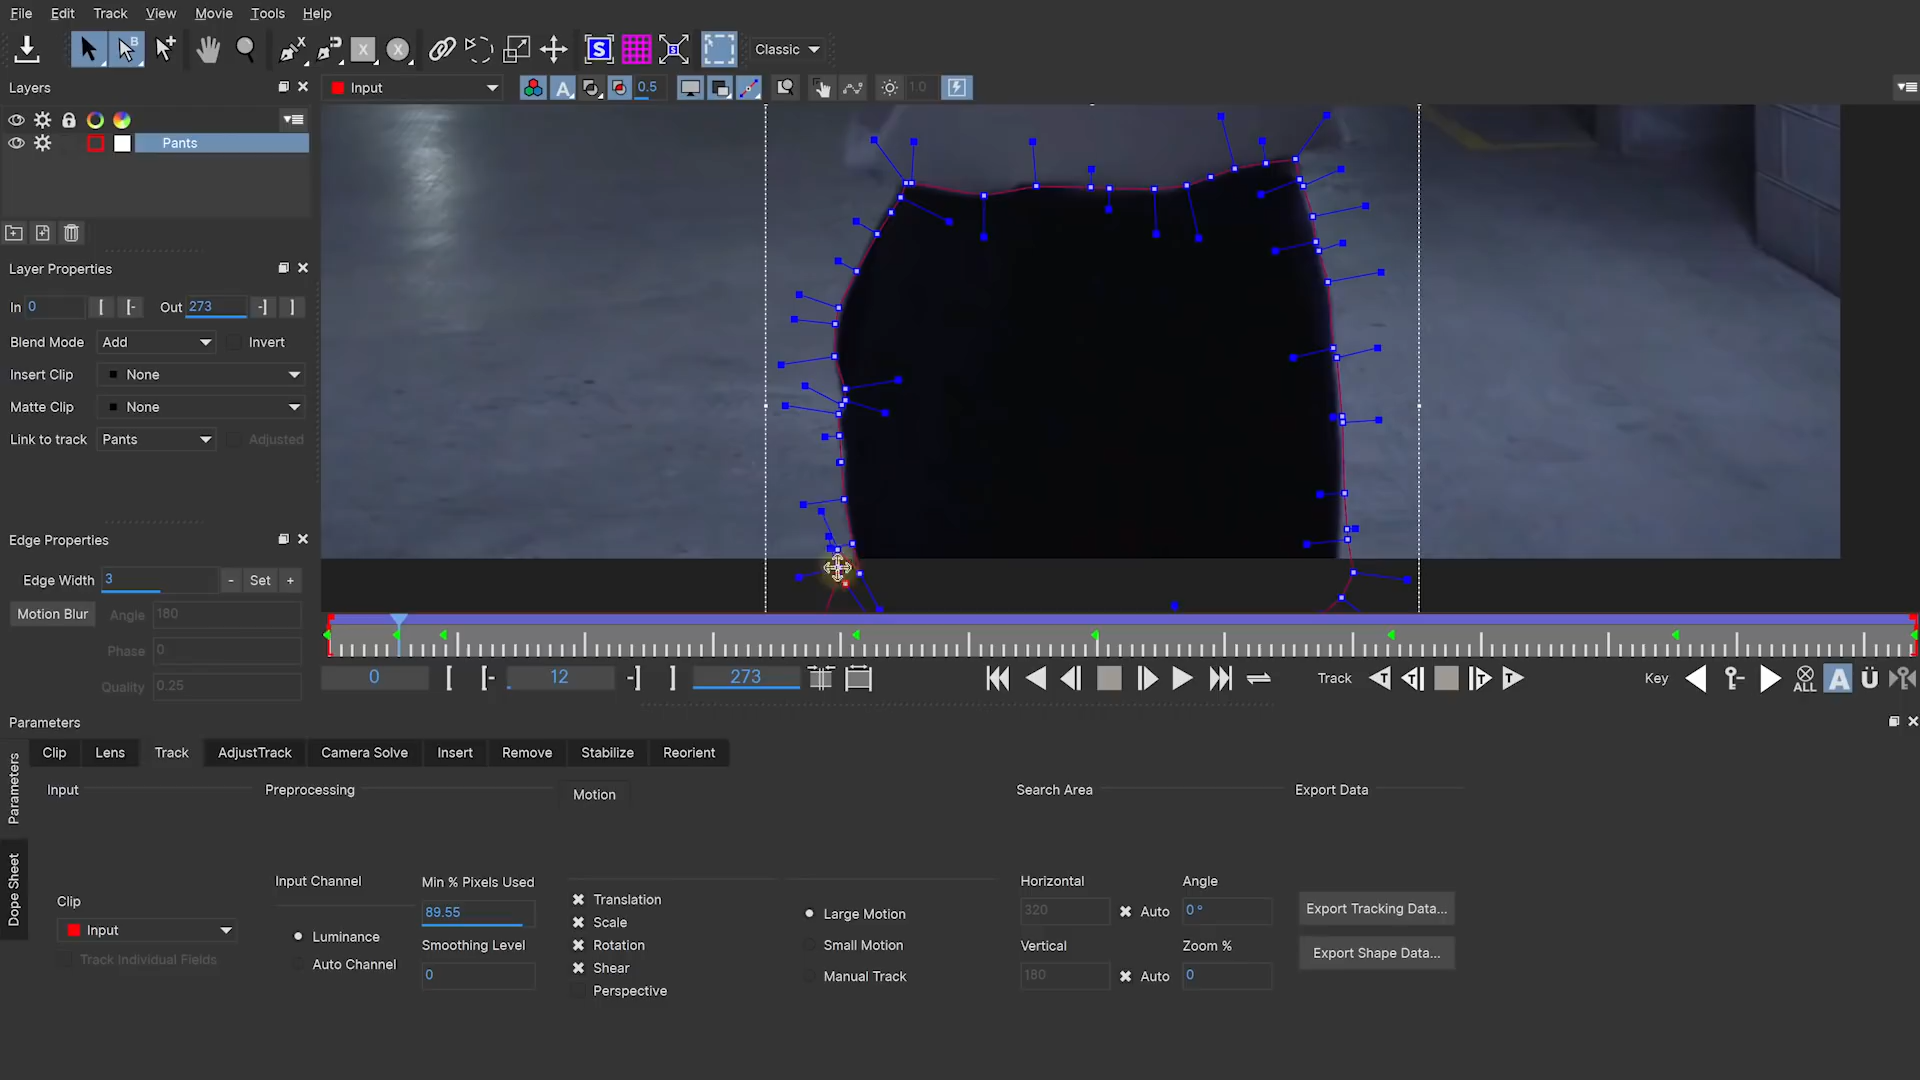 File Edit Track View Movie Tools Help
B X X S Classic
Layers
Input A 0.5 1.0
Pants
Layer Properties
In 0 [ [- Out 273 -] ]
Blend Mode Add Invert
Insert Clip None
Matte Clip None
Link to track Pants Adjusted
Edge Properties
Edge Width 3 - Set +
Motion Blur Angle 180
Phase 0
Quality 0.25
0 [ [- 12 -] ] 273 Track T T T T Key ALL A Ü
Parameters
Parameters
Dope Sheet
Clip Lens Track AdjustTrack Camera Solve Insert Remove Stabilize Reorient
Input Preprocessing Motion Search Area Export Data
Clip
Input
Track Individual Fields
Input Channel
Luminance
Auto Channel
Min % Pixels Used
89.55
Smoothing Level
0
Translation
Scale
Rotation
Shear
Perspective
Large Motion
Small Motion
Manual Track
Horizontal
320 Auto
Vertical
180 Auto
Angle
0 °
Zoom %
0
Export Tracking Data...
Export Shape Data...